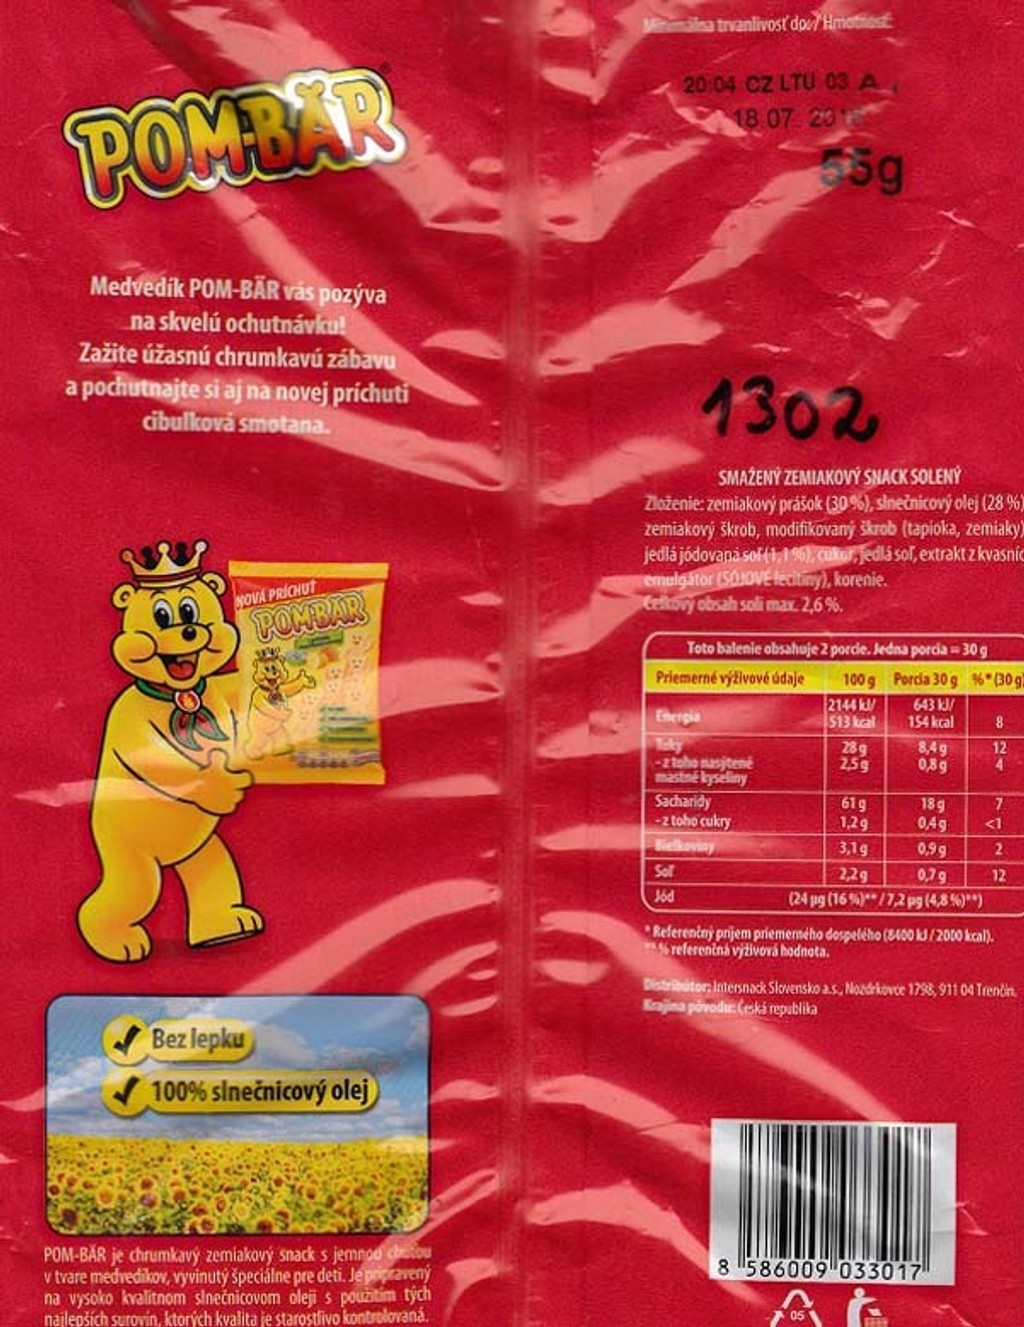 POM-BÄR®
Medvedík POM-BÄR vás pozýva
na skvelú ochutnávku!
Zažite úžasnú chrumkavú zábavu
a pochutnajte si aj na novej príchuti
cibuľková smotana.
NOVÁ PRÍCHUŤ
POM-BÄR
Bez lepku
100% slnečnicový olej
POM-BÄR je chrumkavý zemiakový snack s jemnou chuťou
v tvare medvedíkov, vyvinutý špeciálne pre deti. Je pripravený
na vysoko kvalitnom slnečnicovom oleji s použitím tých
najlepších surovín, ktorých kvalita je starostlivo kontrolovaná.
Minimálna trvanlivosť do: / Hmotnosť:
20:04 CZ LTU 03 A
18 07
55g
1302
SMAŽENÝ ZEMIAKOVÝ SNACK SOLENÝ
Zloženie: zemiakový prášok (30 %), slnečnicový olej (28 %)
zemiakový škrob, modifikovaný škrob (tapioka, zemiaky),
jedlá jódovaná soľ (1,1%), cukor, jedlá soľ, extrakt z kvasníc
emulgátor (SÓJOVÉ lecitíny), korenie.
Celkový obsah soli max. 2,6 %.
Toto balenie obsahuje 2 porcie. Jedna porcia = 30 g
Priemerné výživové údaje 100 g Porcia 30 g %* (30 g)
Energia 2144 kJ/ 513 kcal 643 kJ/ 154 kcal 8
Tuky 28 g 8,4 g 12
- z toho nasýtené mastné kyseliny 2,5 g 0,8 g 4
Sacharidy 61 g 18 g 7
- z toho cukry 1,2 g 0,4 g <1
Bielkoviny 3,1 g 0,9 g 2
Soľ 2,2 g 0,7 g 12
Jód (24 µg (16 %)** / 7,2 µg (4,8 %)**)
* Referenčný príjem priemerného dospelého (8400 kJ / 2000 kcal).
** % referenčná výživová hodnota.
Distribútor: Intersnack Slovensko a.s., Nozdrkovce 1798, 911 04 Trenčín.
Krajina pôvodu: Česká republika
8 586009 033017
05